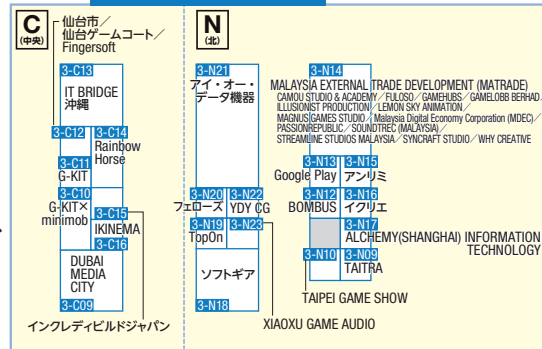 C
(中央)
仙台市／
仙台ゲームコート／
Fingersoft
3-C13
IT BRIDGE
沖縄
3-C12
3-C14
Rainbow
Horse
3-C11
G-KIT
3-C10
G-KIT×
minimob
3-C15
IKINEMA
3-C16
DUBAI
MEDIA
CITY
3-C09
インクレディビルドジャパン
N
(北)
3-N21
アイ・オー・
データ機器
3-N20
3-N22
フェローズ
YDY CG
3-N19
3-N23
TopOn
ソフトギア
3-N18
XIAOXU GAME AUDIO
3-N14
MALAYSIA EXTERNAL TRADE DEVELOPMENT (MATRADE)
CAMOU STUDIO & ACADEMY／FULOSO／GAMEHUBS／GAMELOBB BERHAD／
ILLUSIONIST PRODUCTION／LEMON SKY ANIMATION／
MAGNUS GAMES STUDIO／Malaysia Digital Economy Corporation (MDEC)／
PASSIONREPUBLIC／SOUNDTREC (MALAYSIA)／
STREAMLINE STUDIOS MALAYSIA／SYNCRAFT STUDIO／WHY CREATIVE
3-N13
3-N15
Google Play
アンリミ
3-N12
3-N16
BOMBUS
イクリエ
3-N17
ALCHEMY(SHANGHAI) INFORMATION
TECHNOLOGY
3-N10
3-N09
TAITRA
TAIPEI GAME SHOW